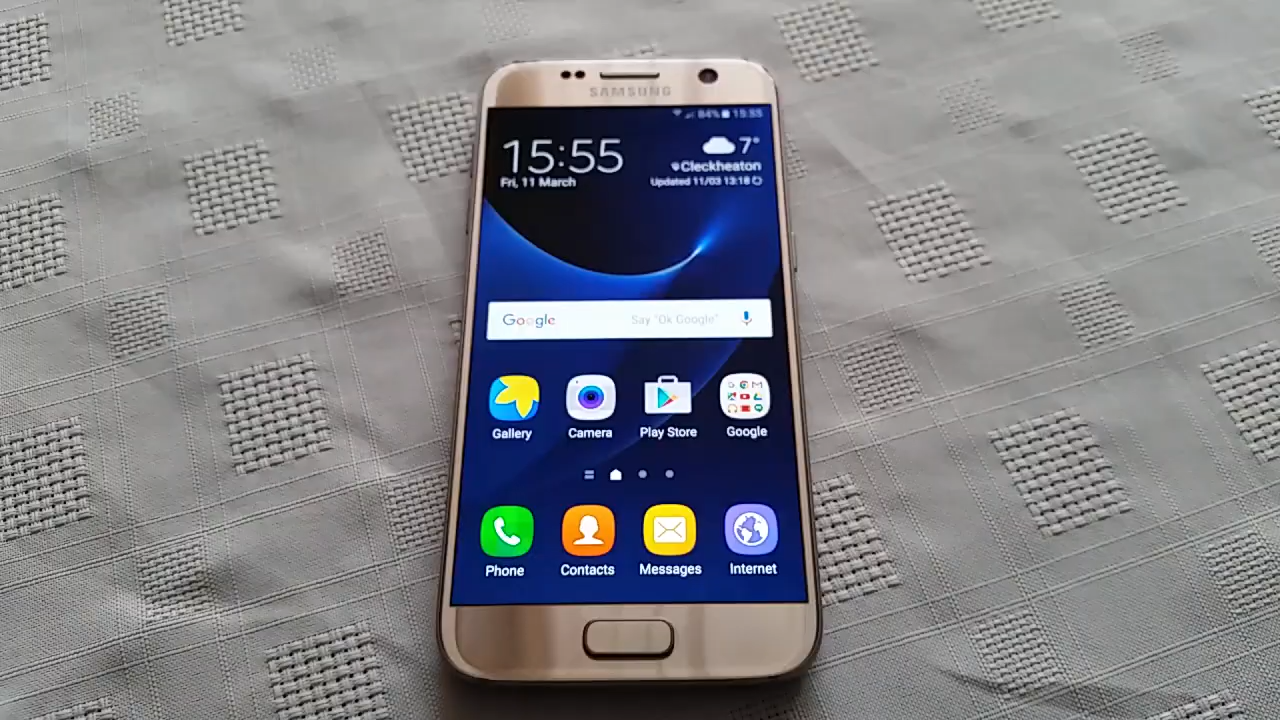 SAMSUNG
84% 15:55
15:55
7°
Cleckheaton
Fri, 11 March
Updated 11/03 13:18
Google
Say "Ok Google"
Gallery
Camera
Play Store
Google
Phone
Contacts
Messages
Internet